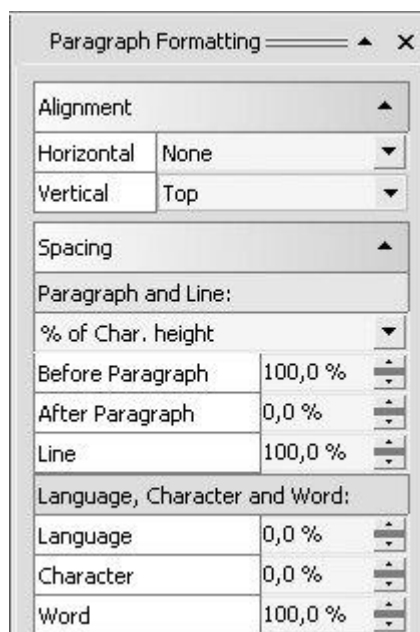 Paragraph Formatting
Alignment
Horizontal None
Vertical Top
Spacing
Paragraph and Line:
% of Char. height
Before Paragraph 100,0 %
After Paragraph 0,0 %
Line 100,0 %
Language, Character and Word:
Language 0,0 %
Character 0,0 %
Word 100,0 %